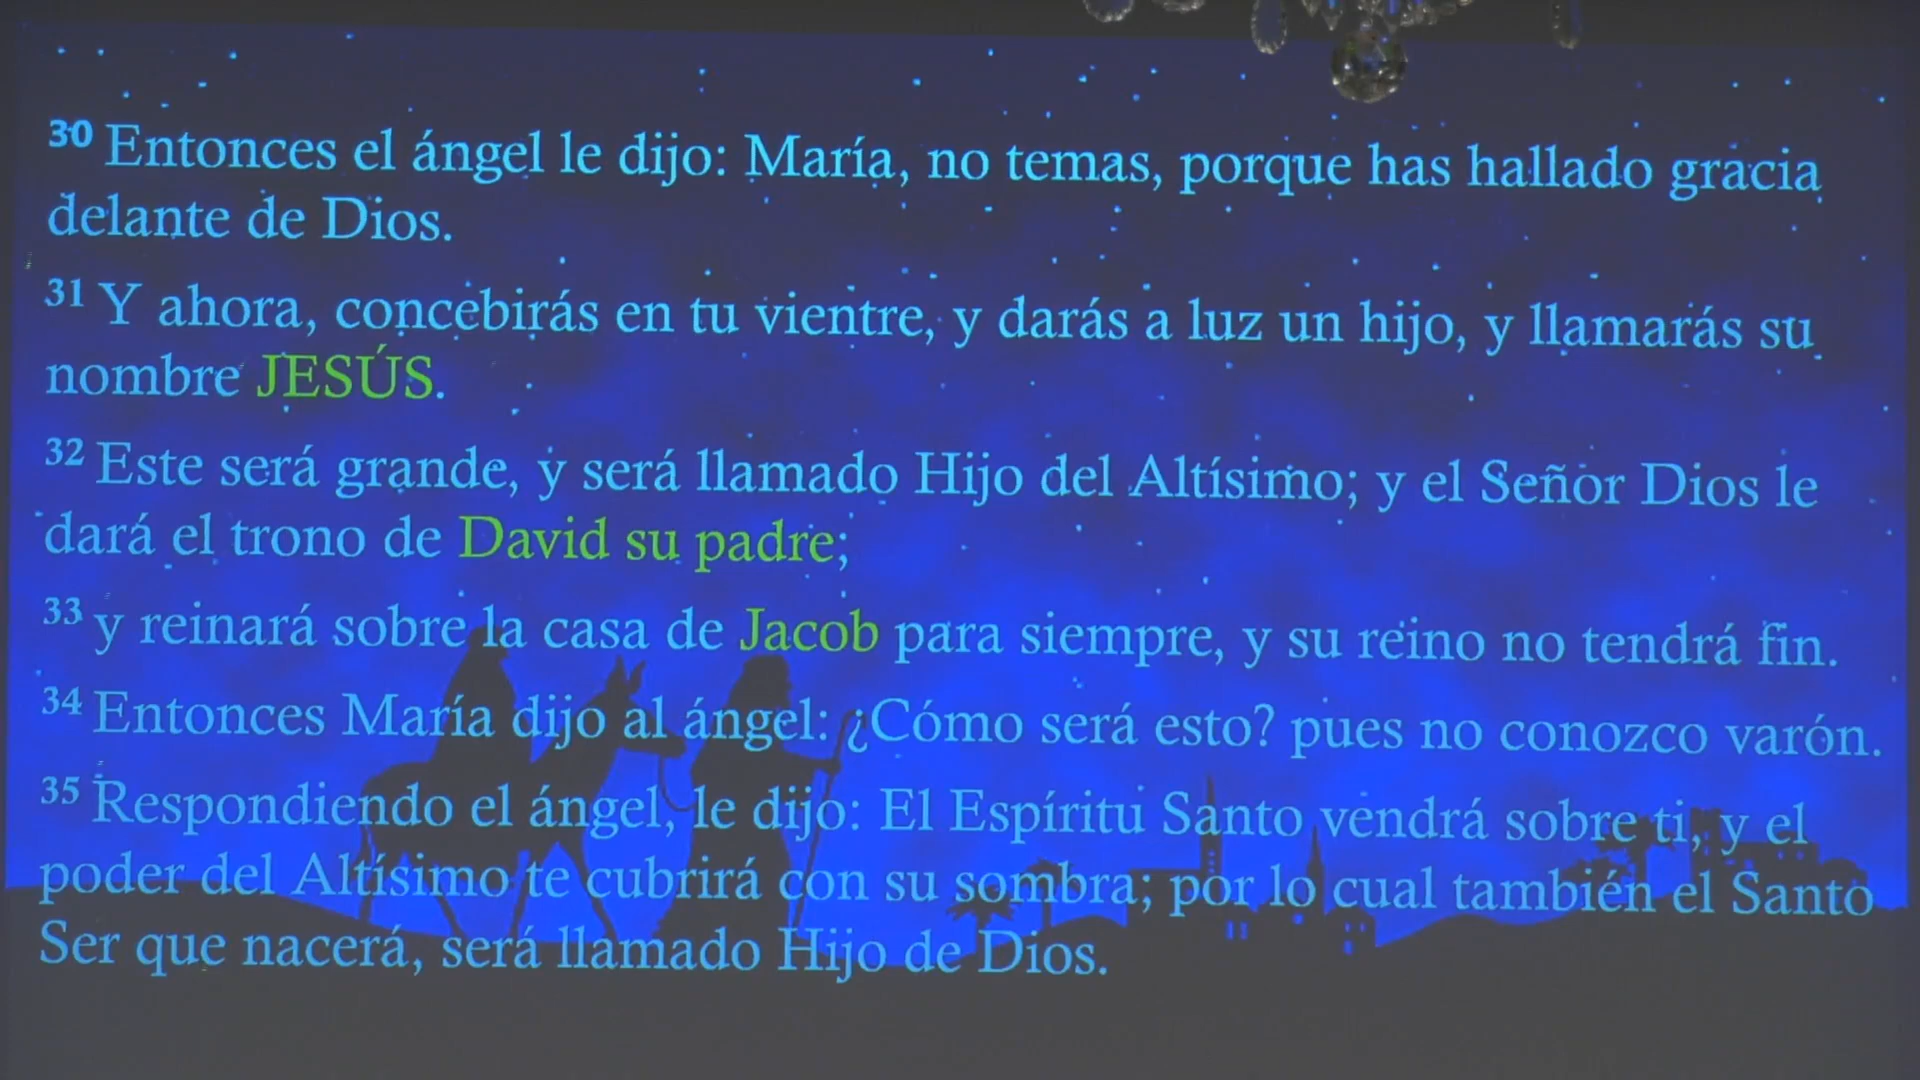 30 Entonces el ángel le dijo: María, no temas, porque has hallado gracia
delante de Dios.
31 Y ahora, concebirás en tu vientre, y darás a luz un hijo, y llamarás su
nombre JESÚS.
32 Este será grande, y será llamado Hijo del Altísimo; y el Señor Dios le
dará el trono de David su padre;
33 y reinará sobre la casa de Jacob para siempre, y su reino no tendrá fin.
34 Entonces María dijo al ángel: ¿Cómo será esto? pues no conozco varón.
35 Respondiendo el ángel, le dijo: El Espíritu Santo vendrá sobre ti, y el
poder del Altísimo te cubrirá con su sombra; por lo cual también el Santo
Ser que nacerá, será llamado Hijo de Dios.